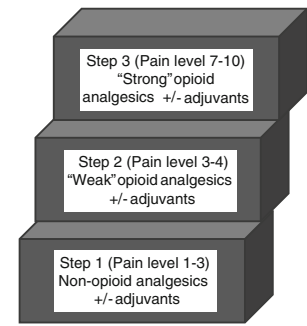 Step 3 (Pain level 7-10)
“Strong” opioid
analgesics +/- adjuvants
Step 2 (Pain level 3-4)
“Weak” opioid analgesics
+/- adjuvants
Step 1 (Pain level 1-3)
Non-opioid analgesics
+/- adjuvants